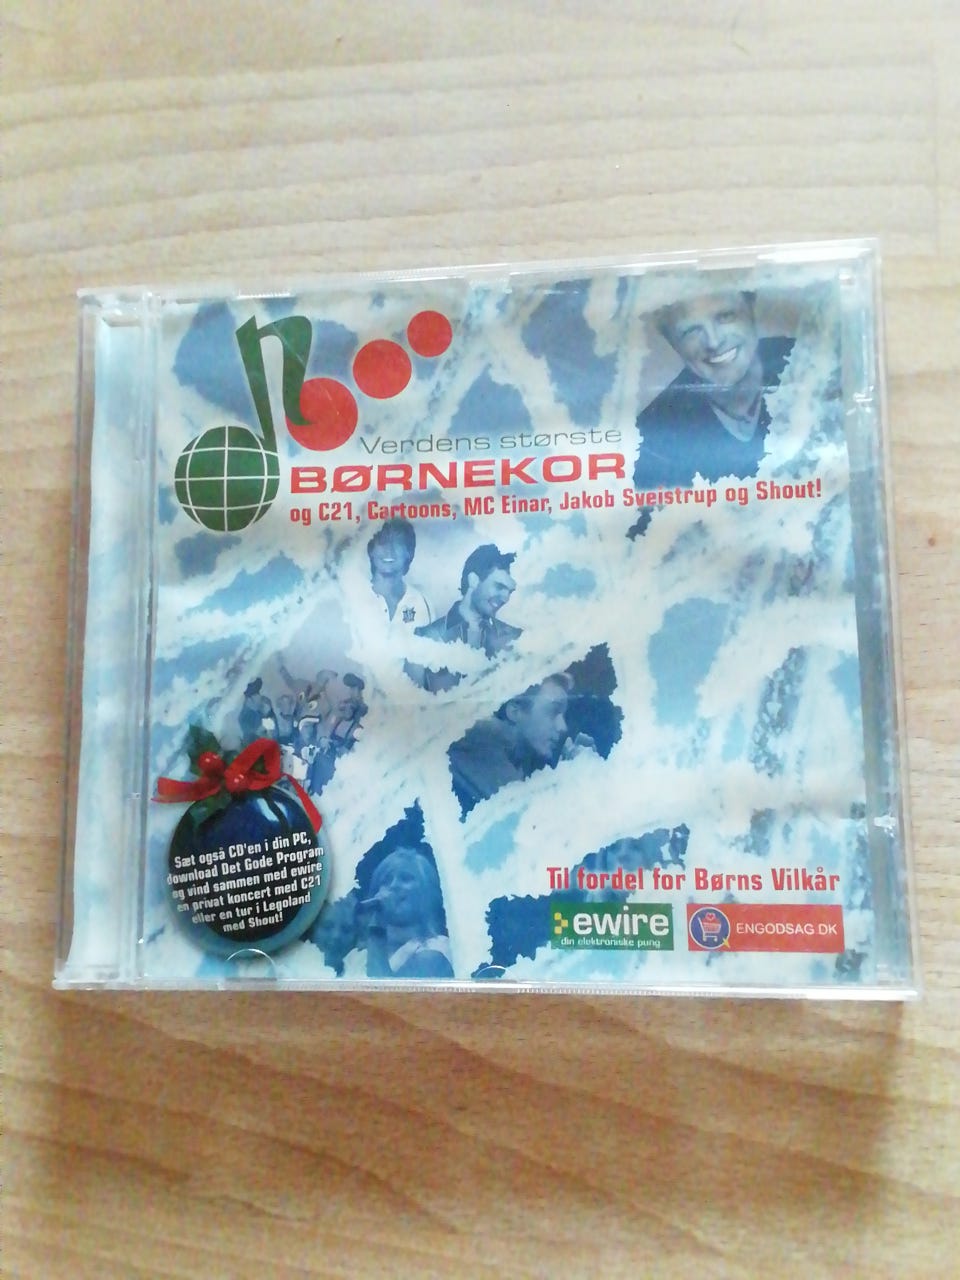 Verdens største
BØRNEKOR
og C21, Cartoons, MC Einar, Jakob Sveistrup og Shout!
Sæt også CD'en i din PC,
download Det Gode Program
og vind sammen med ewire
en privat koncert med C21
eller en tur i Legoland
med Shout!
Til fordel for Børns Vilkår
ewire
din elektroniske pung
ENGODSAG DK